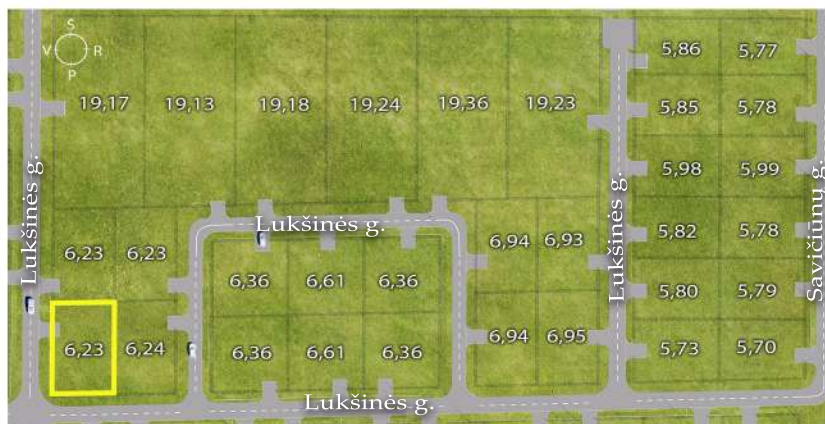 Š
V R
P
5,86 5,77
19,17 19,13 19,18 19,24 19,36 19,23
5,85 5,78
5,98 5,99
Lukšinės g.
Lukšinės g.
Lukšinės g.
Savičiūnų g.
6,23 6,23
6,94 6,93
5,82 5,78
6,36 6,61 6,36
5,80 5,79
6,23 6,24
6,36 6,61 6,36
6,94 6,95
5,73 5,70
Lukšinės g.